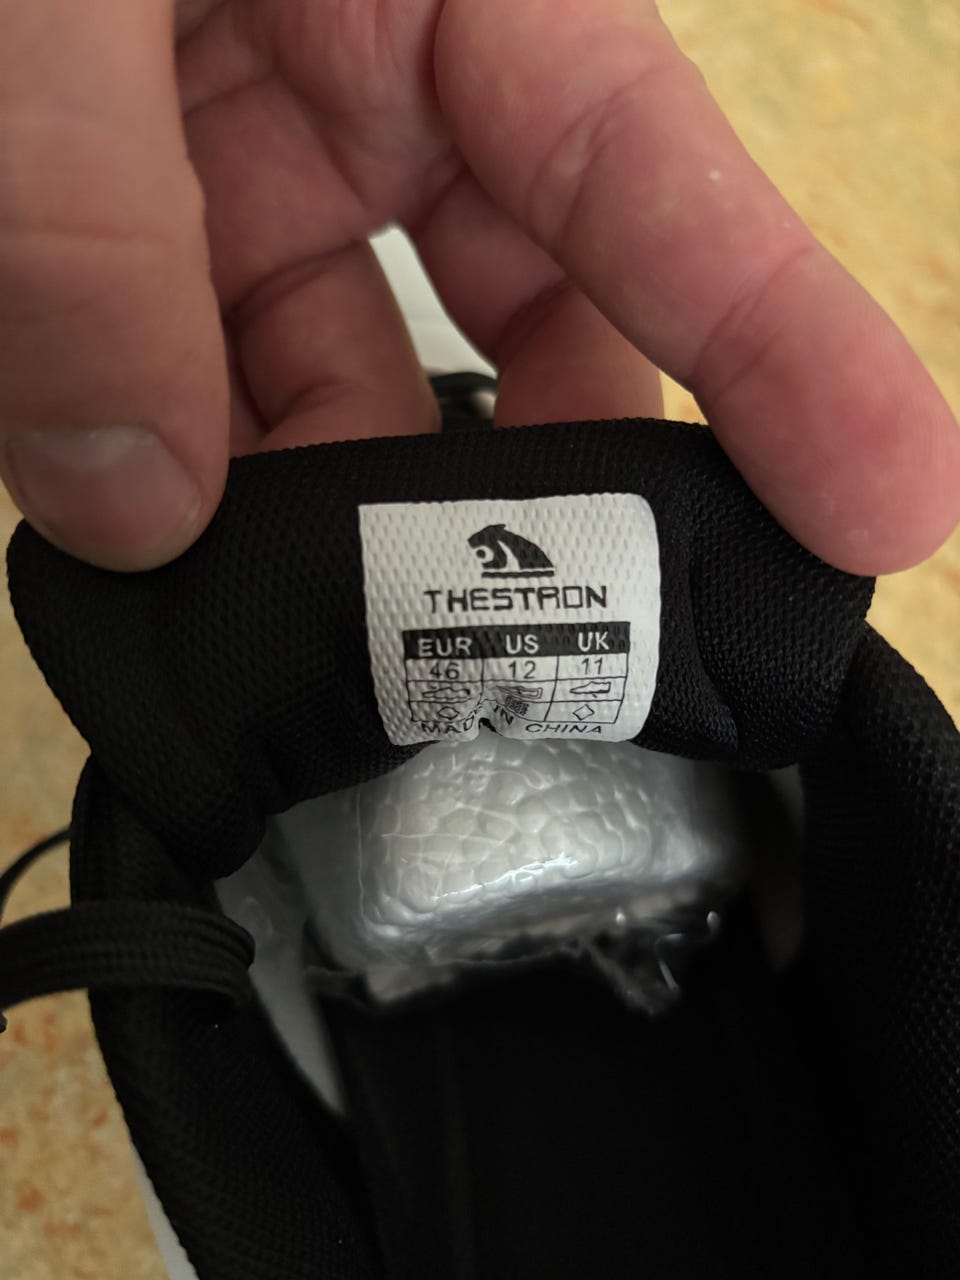 THESTRON
EUR US UK
46 12 11
MADE IN CHINA